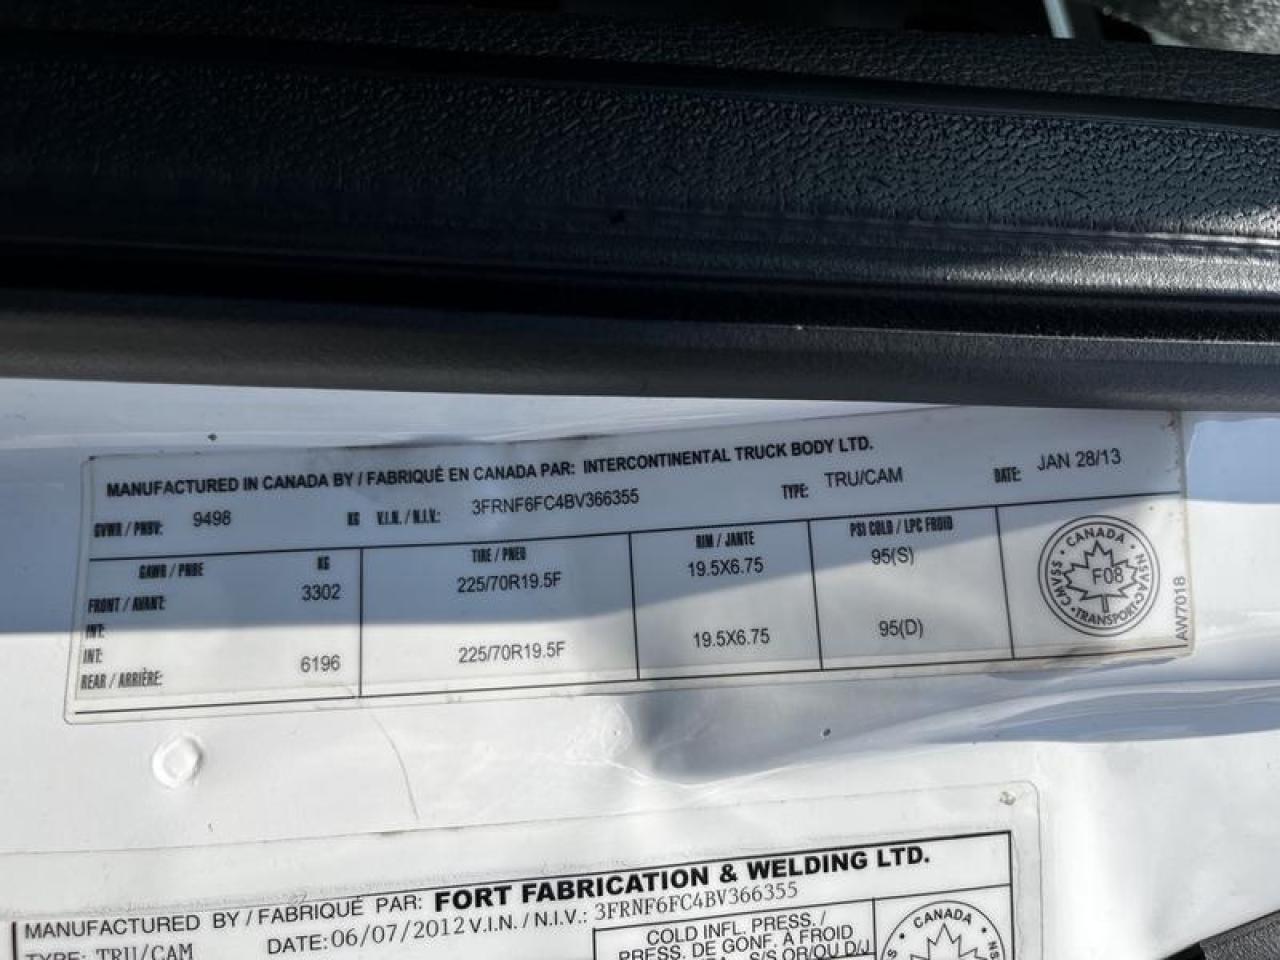 MANUFACTURED IN CANADA BY / FABRIQUÉ EN CANADA PAR: INTERCONTINENTAL TRUCK BODY LTD.
GVWR / PNBV: 9498 KG V.I.N. / N.I.V.: 3FRNF6FC4BV366355 TYPE: TRU/CAM DATE: JAN 28/13
GAWR / PNBE KG TIRE / PNEU RIM / JANTE PSI COLD / LPC FROID
FRONT / AVANT: 3302 225/70R19.5F 19.5X6.75 95(S)
INT:
INT:
REAR / ARRIÈRE: 6196 225/70R19.5F 19.5X6.75 95(D)
CANADA
CMVSS F08 NSVAC
TRANSPORT
AW7018
MANUFACTURED BY / FABRIQUÉ PAR: FORT FABRICATION & WELDING LTD.
TYPE: TRU/CAM DATE: 06/07/2012 V.I.N. / N.I.V.: 3FRNF6FC4BV366355
COLD INFL. PRESS. /
PRESS. DE GONF. À FROID
S/S OR/OU D/J
CANADA